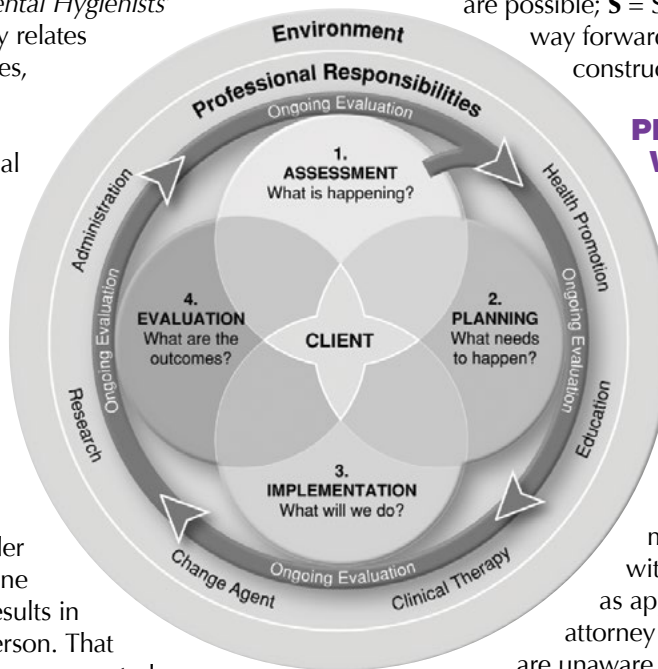 ental Hygienists
y relates
es,
al
are possible; S = S
way forward
construc
Environment
Professional Responsibilities
Ongoing Evaluation
1.
ASSESSMENT
What is happening?
Administration
Health Promotion
4.
EVALUATION
What are the
outcomes?
CLIENT
2.
PLANNING
What needs
to happen?
Ongoing Evaluation
Ongoing Evaluation
Research
Education
3.
IMPLEMENTATION
What will we do?
Ongoing Evaluation
Change Agent
Clinical Therapy
der
ne
esults in
erson. That
wit
as ap
attorney
are unaware